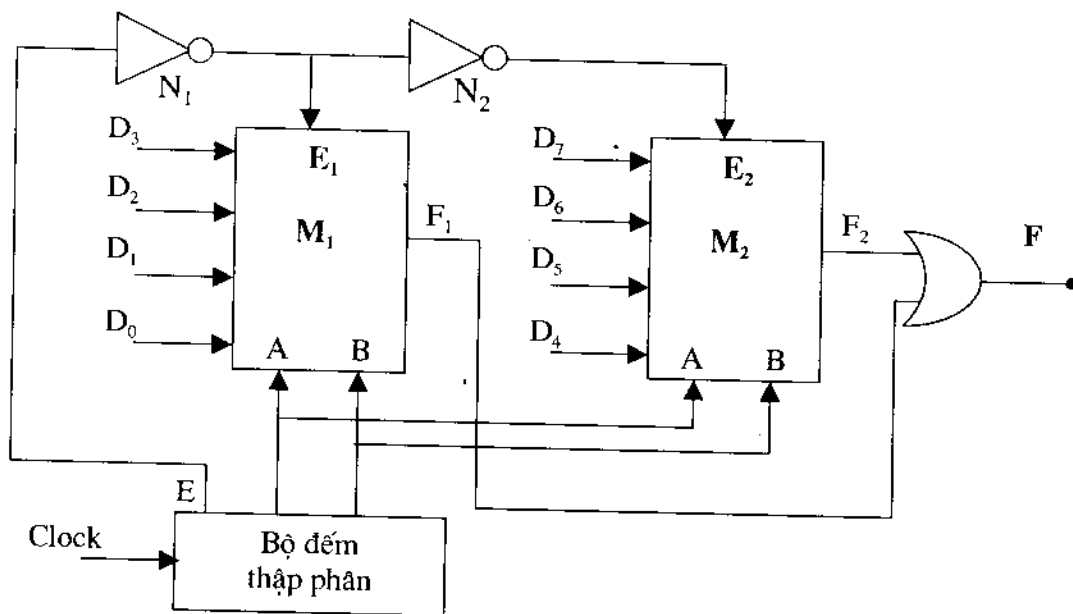 N₁
N₂
D₃
D₂
D₁
D₀
E₁
M₁
A B
F₁
D₇
D₆
D₅
D₄
E₂
M₂
A B
F₂
F
E
Clock
Bộ đếm
thập phân